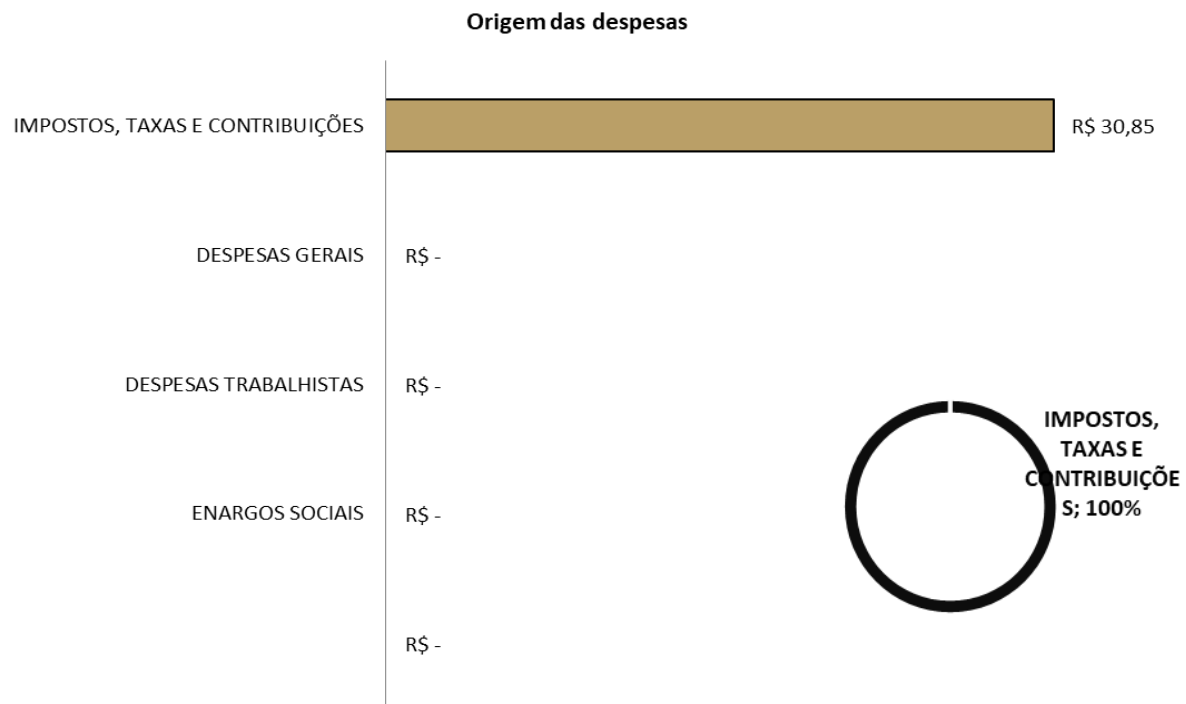 Origem das despesas
IMPOSTOS, TAXAS E CONTRIBUIÇÕES
R$ 30,85
DESPESAS GERAIS
R$ -
DESPESAS TRABALHISTAS
R$ -
IMPOSTOS,
TAXAS E
CONTRIBUIÇÕE
S; 100%
ENARGOS SOCIAIS
R$ -
R$ -